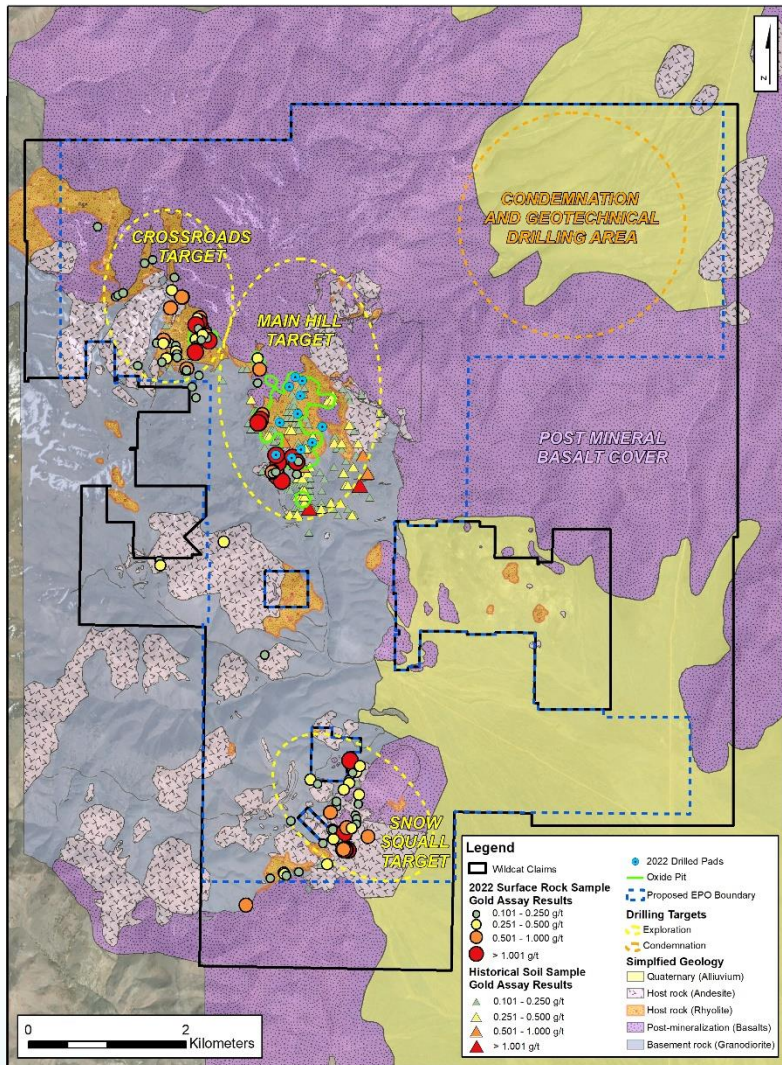 N
CONDEMNATION
AND GEOTECHNICAL
DRILLING AREA
CROSSROADS
TARGET
MAIN HILL
TARGET
POST MINERAL
BASALT COVER
SNOW
SQUALL
TARGET
0 2
Kilometers
Legend
Wildcat Claims
2022 Surface Rock Sample
Gold Assay Results
0.101 - 0.250 g/t
0.251 - 0.500 g/t
0.501 - 1.000 g/t
> 1.001 g/t
Historical Soil Sample
Gold Assay Results
0.101 - 0.250 g/t
0.251 - 0.500 g/t
0.501 - 1.000 g/t
> 1.001 g/t
2022 Drilled Pads
Oxide Pit
Proposed EPO Boundary
Drilling Targets
Exploration
Condemnation
Simplfied Geology
Quaternary (Alliuvium)
Host rock (Andesite)
Host rock (Rhyolite)
Post-mineralization (Basalts)
Basement rock (Granodiorite)